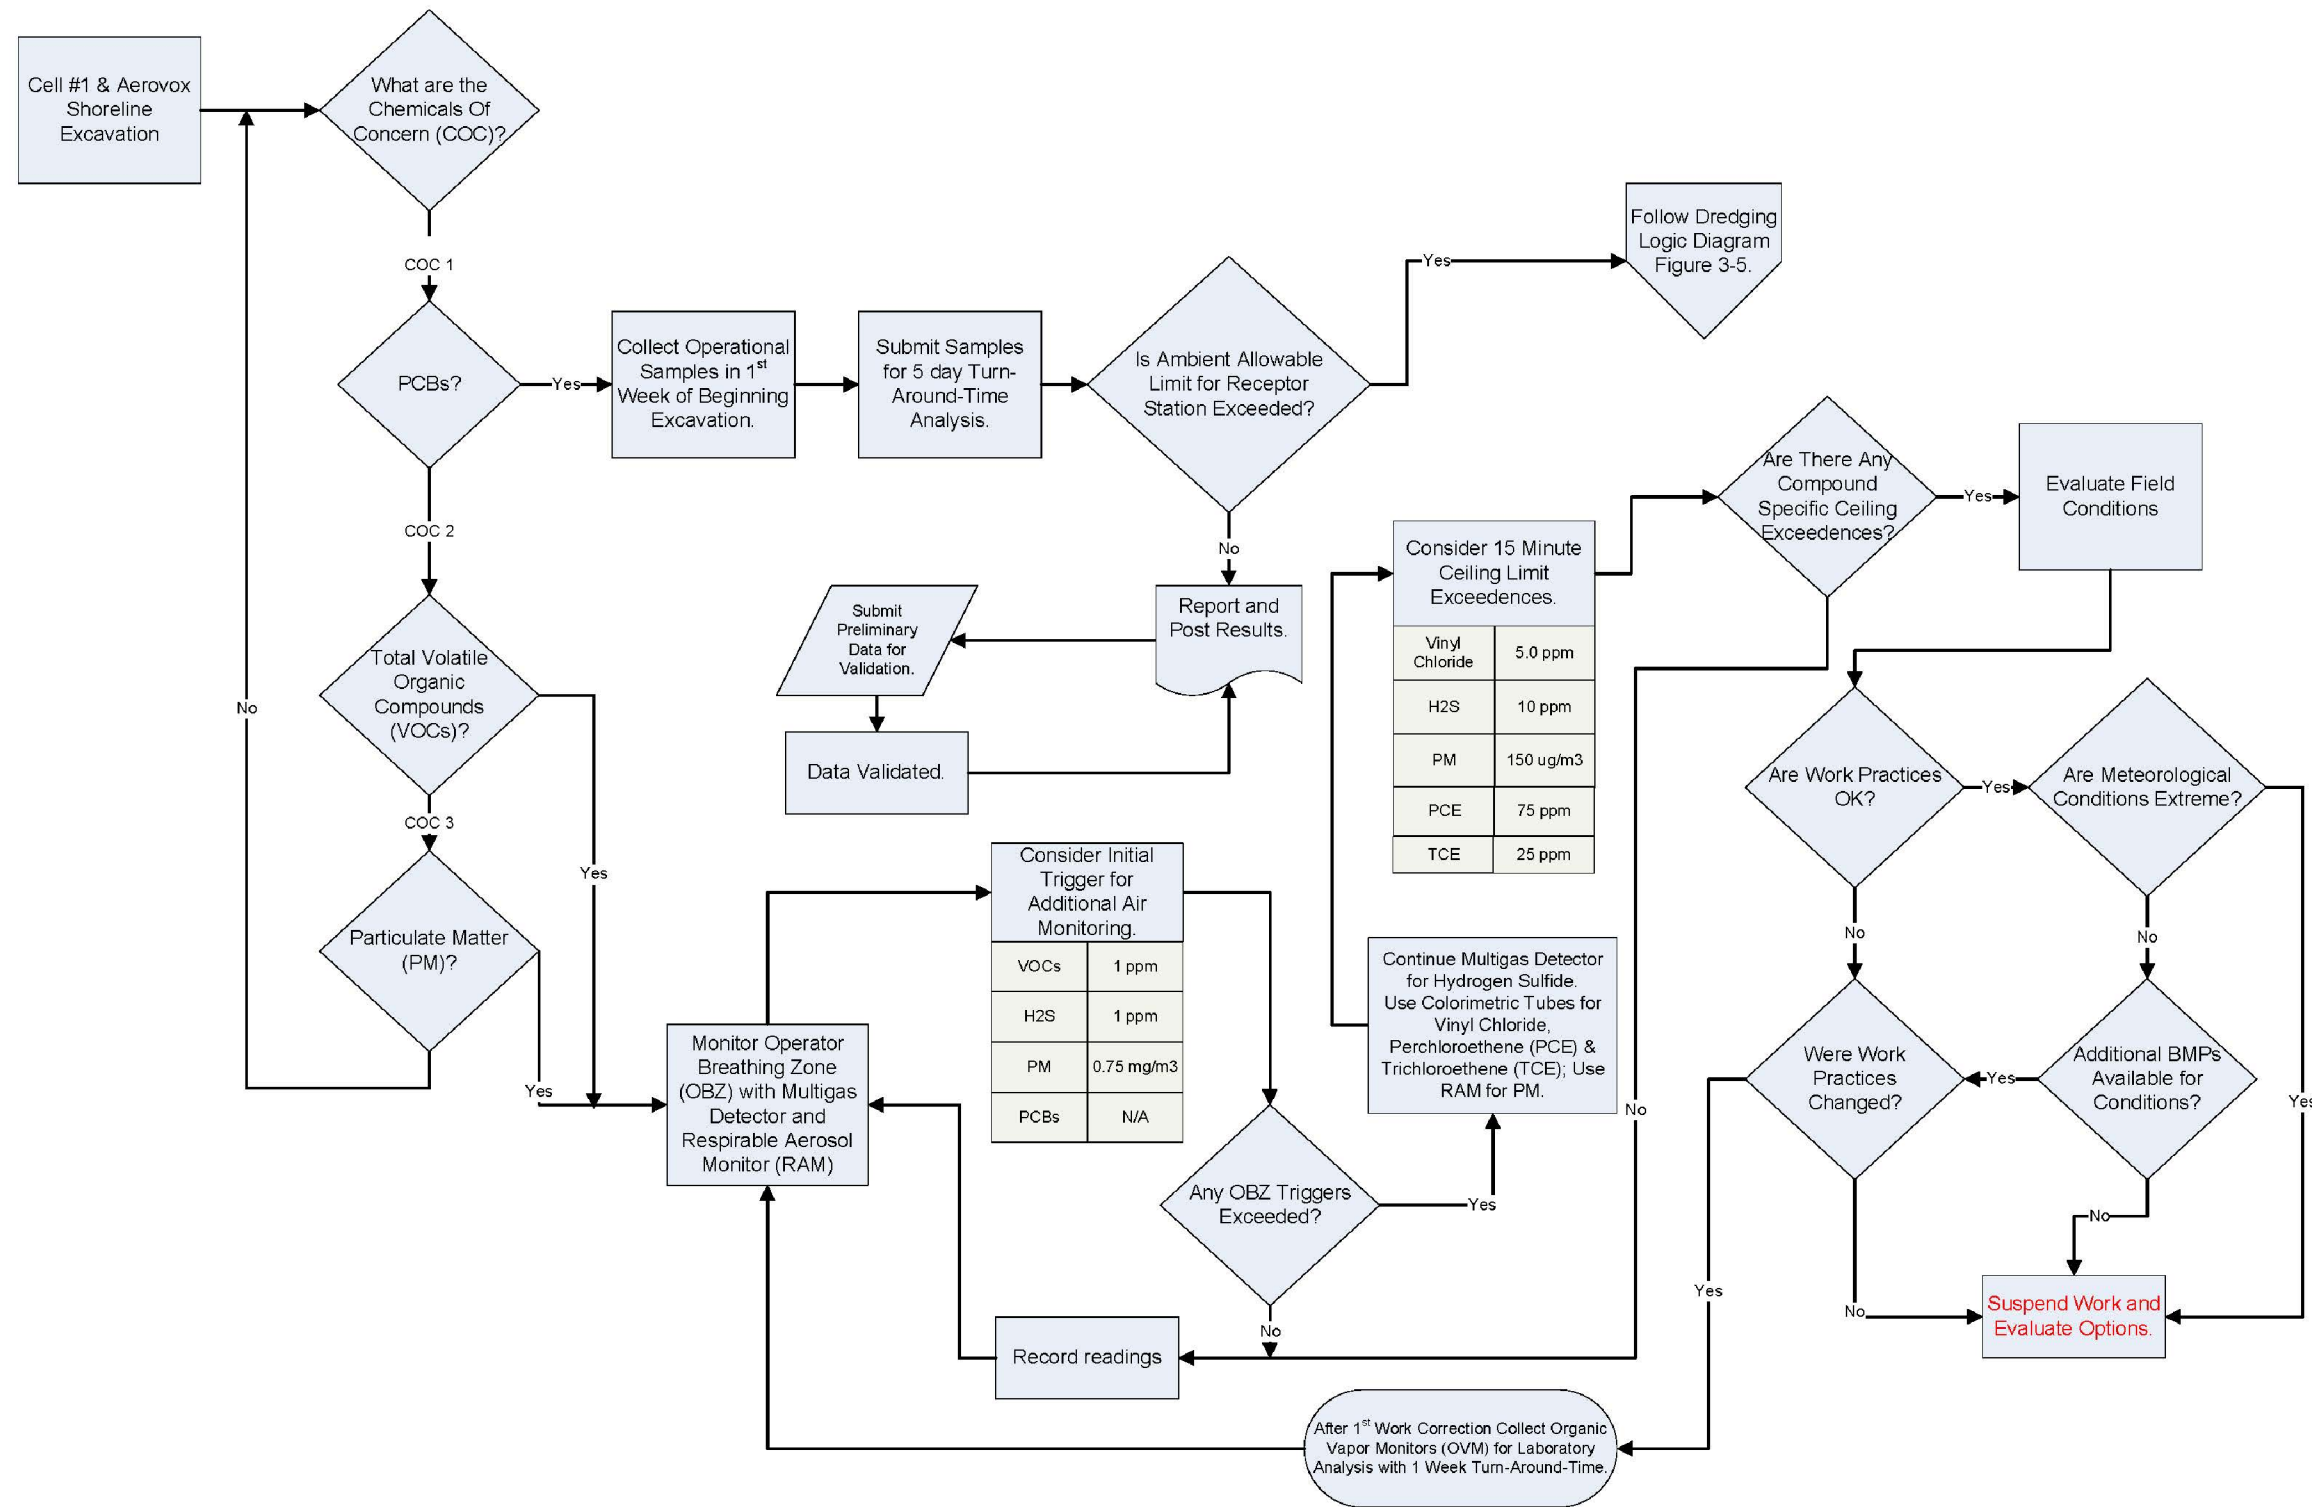 Cell #1 & Aerovox
Shoreline
Excavation
What are the
Chemicals Of
Concern (COC)?
COC 1
PCBs?
Yes
Collect Operational
Samples in 1st
Week of Beginning
Excavation.
Submit Samples
for 5 day Turn-
Around-Time
Analysis.
Is Ambient Allowable
Limit for Receptor
Station Exceeded?
Yes
Follow Dredging
Logic Diagram
Figure 3-5.
No
Report and
Post Results.
Submit
Preliminary
Data for
Validation.
Data Validated.
COC 2
Total Volatile
Organic
Compounds
(VOCs)?
Yes
COC 3
Particulate Matter
(PM)?
Yes
No
Monitor Operator
Breathing Zone
(OBZ) with Multigas
Detector and
Respirable Aerosol
Monitor (RAM)
Consider Initial
Trigger for
Additional Air
Monitoring.
VOCs 1 ppm
H2S 1 ppm
PM 0.75 mg/m3
PCBs N/A
Any OBZ Triggers
Exceeded?
Yes
No
Record readings
Continue Multigas Detector
for Hydrogen Sulfide.
Use Colorimetric Tubes for
Vinyl Chloride,
Perchloroethene (PCE) &
Trichloroethene (TCE); Use
RAM for PM.
Consider 15 Minute
Ceiling Limit
Exceedences.
Vinyl
Chloride 5.0 ppm
H2S 10 ppm
PM 150 ug/m3
PCE 75 ppm
TCE 25 ppm
Are There Any
Compound
Specific Ceiling
Exceedences?
Yes
No
Evaluate Field
Conditions
Are Work Practices
OK?
Yes
No
Are Meteorological
Conditions Extreme?
Yes
No
Were Work
Practices
Changed?
Yes
Additional BMPs
Available for
Conditions?
No
Yes
No
Suspend Work and
Evaluate Options.
After 1st Work Correction Collect Organic
Vapor Monitors (OVM) for Laboratory
Analysis with 1 Week Turn-Around-Time.